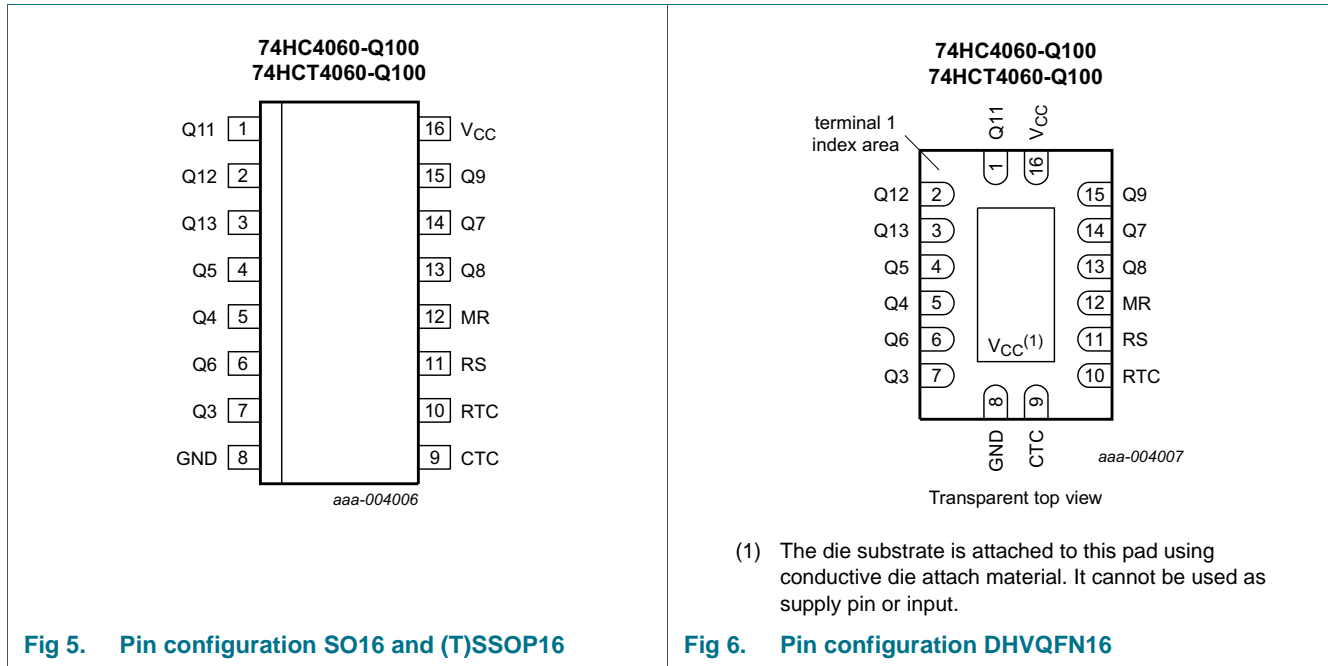 74HC4060-Q100
74HCT4060-Q100
Q11 1
16 VCC
Q12 2
15 Q9
Q13 3
14 Q7
Q5 4
13 Q8
Q4 5
12 MR
Q6 6
11 RS
Q3 7
10 RTC
GND 8
9 CTC
aaa-004006
Fig 5. Pin configuration SO16 and (T)SSOP16
74HC4060-Q100
74HCT4060-Q100
terminal 1
index area
Q11
VCC
1
16
Q12 2
15 Q9
Q13 3
14 Q7
Q5 4
13 Q8
Q4 5
12 MR
Q6 6
VCC(1)
11 RS
Q3 7
10 RTC
8
9
GND
CTC
aaa-004007
Transparent top view
(1) The die substrate is attached to this pad using
conductive die attach material. It cannot be used as
supply pin or input.
Fig 6. Pin configuration DHVQFN16